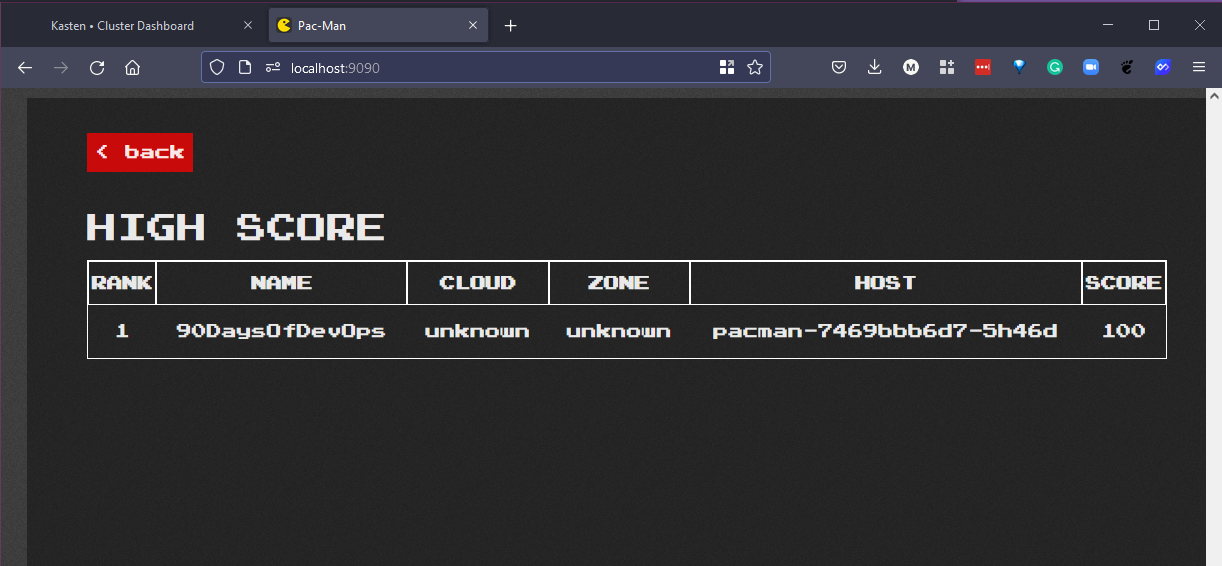 Kasten • Cluster Dashboard
Pac-Man
localhost:9090
< back
HIGH SCORE
RANK NAME CLOUD ZONE HOST SCORE
1 90DaysOfDevOps unknown unknown pacman-7469bbb6d7-5h46d 100